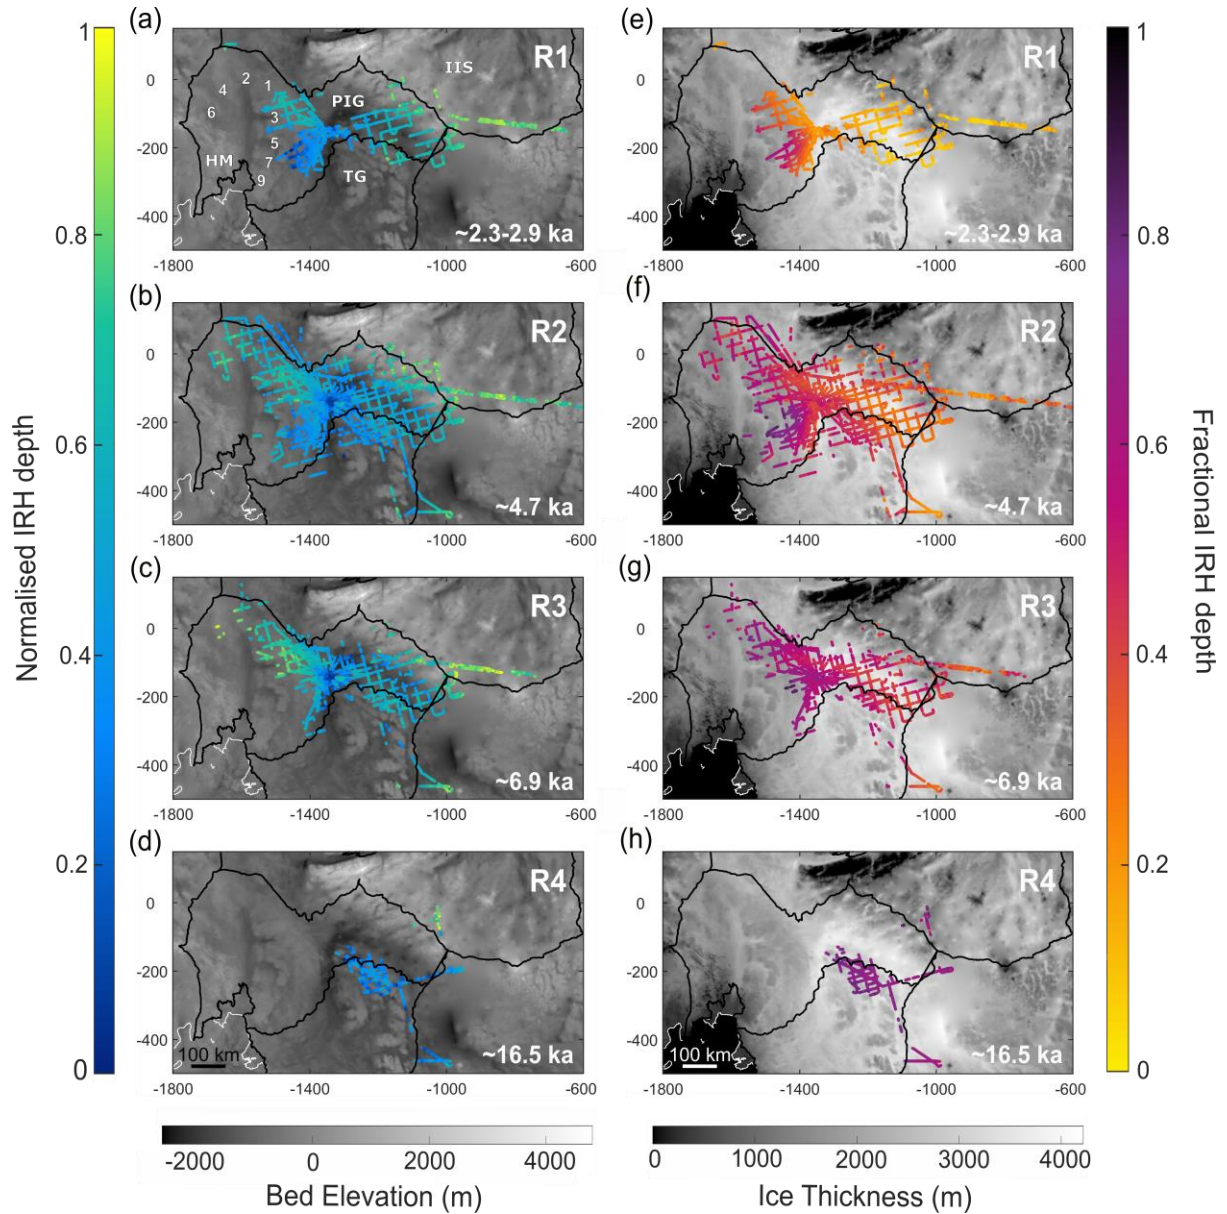 (a)
(e)
1
0.8
0.6
0.4
0.2
0
Normalised IRH depth
0
-200
-400
R1
IIS
2
1
4
PIG
6
3
5
HM
7
TG
9
~2.3-2.9 ka
-1800
-1400
-1000
-600
0
-200
-400
R1
~2.3-2.9 ka
-1800
-1400
-1000
-600
(b)
0
-200
-400
R2
~4.7 ka
-1800
-1400
-1000
-600
(f)
0
-200
-400
R2
~4.7 ka
-1800
-1400
-1000
-600
(c)
0
-200
-400
R3
~6.9 ka
-1800
-1400
-1000
-600
(g)
0
-200
-400
R3
~6.9 ka
-1800
-1400
-1000
-600
(d)
0
-200
-400
R4
100 km
~16.5 ka
-1800
-1400
-1000
-600
(h)
0
-200
-400
R4
100 km
~16.5 ka
-1800
-1400
-1000
-600
1
0.8
0.6
0.4
0.2
0
Fractional IRH depth
-2000
0
2000
4000
Bed Elevation (m)
0
1000
2000
3000
4000
Ice Thickness (m)